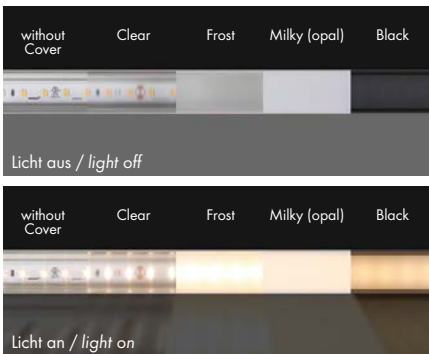 without Cover Clear Frost Milky (opal) Black
Licht aus / light off
without Cover Clear Frost Milky (opal) Black
Licht an / light on